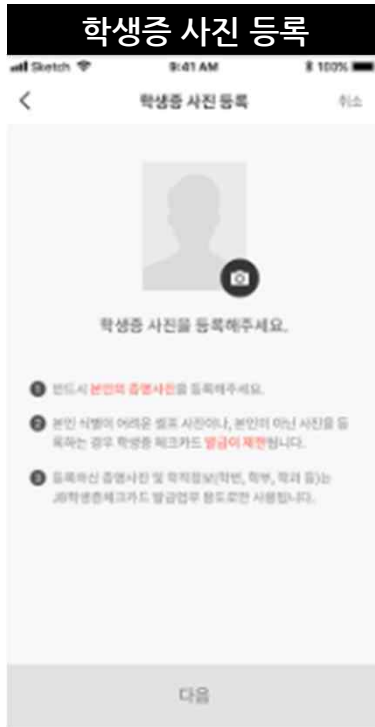 학생증 사진 등록
Sketch 9:41 AM 100%
학생증 사진 등록 취소
학생증 사진을 등록해주세요.
1 반드시 본인의 증명사진을 등록해주세요.
2 본인 식별이 어려운 셀프 사진이나, 본인이 아닌 사진을 등
록하는 경우 학생증 체크카드 발급이 제한됩니다.
3 등록하신 증명사진 및 학적정보(학번, 학부, 학과 등)는
JB학생증체크카드 발급업무 용도로만 사용됩니다.
다음